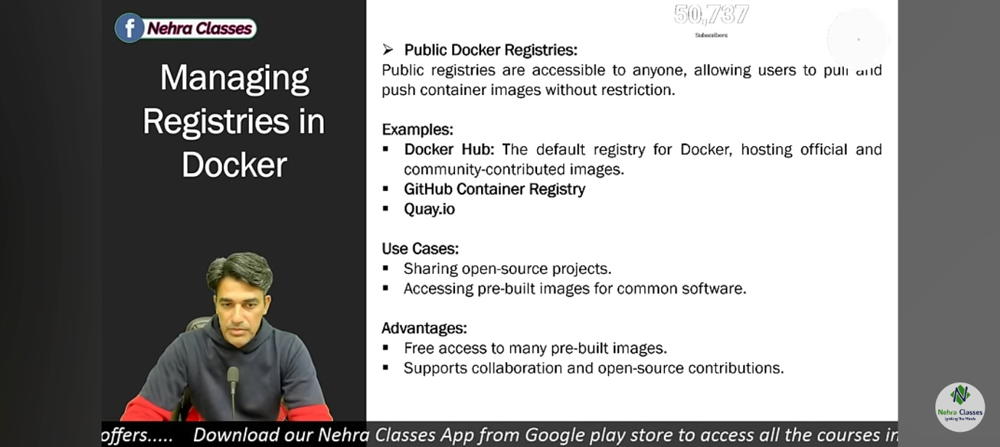 Nehra Classes
Managing
Registries in
Docker
50,737
Subscribers
➢ Public Docker Registries:
Public registries are accessible to anyone, allowing users to pull and
push container images without restriction.
Examples:
▪ Docker Hub: The default registry for Docker, hosting official and
community-contributed images.
▪ GitHub Container Registry
▪ Quay.io
Use Cases:
▪ Sharing open-source projects.
▪ Accessing pre-built images for common software.
Advantages:
▪ Free access to many pre-built images.
▪ Supports collaboration and open-source contributions.
Nehra Classes
Igniting The Minds
offers..... Download our Nehra Classes App from Google play store to access all the courses in